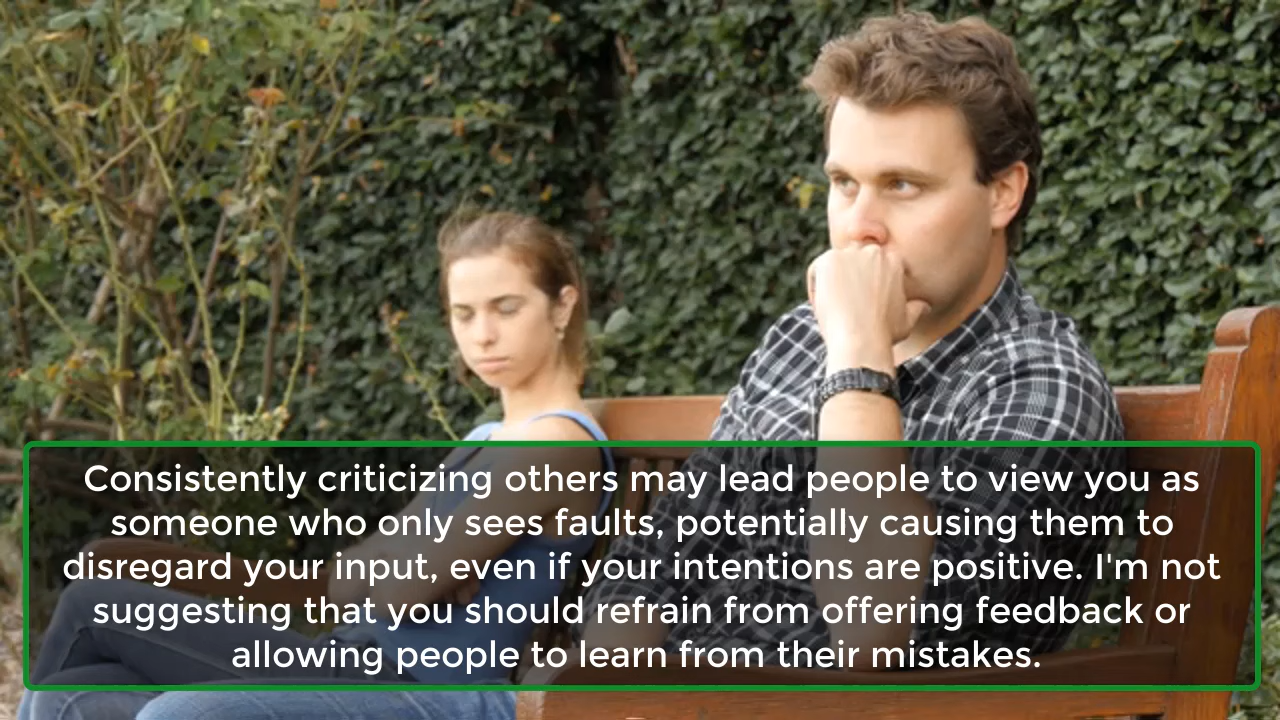 Consistently criticizing others may lead people to view you as
someone who only sees faults, potentially causing them to
disregard your input, even if your intentions are positive. I'm not
suggesting that you should refrain from offering feedback or
allowing people to learn from their mistakes.